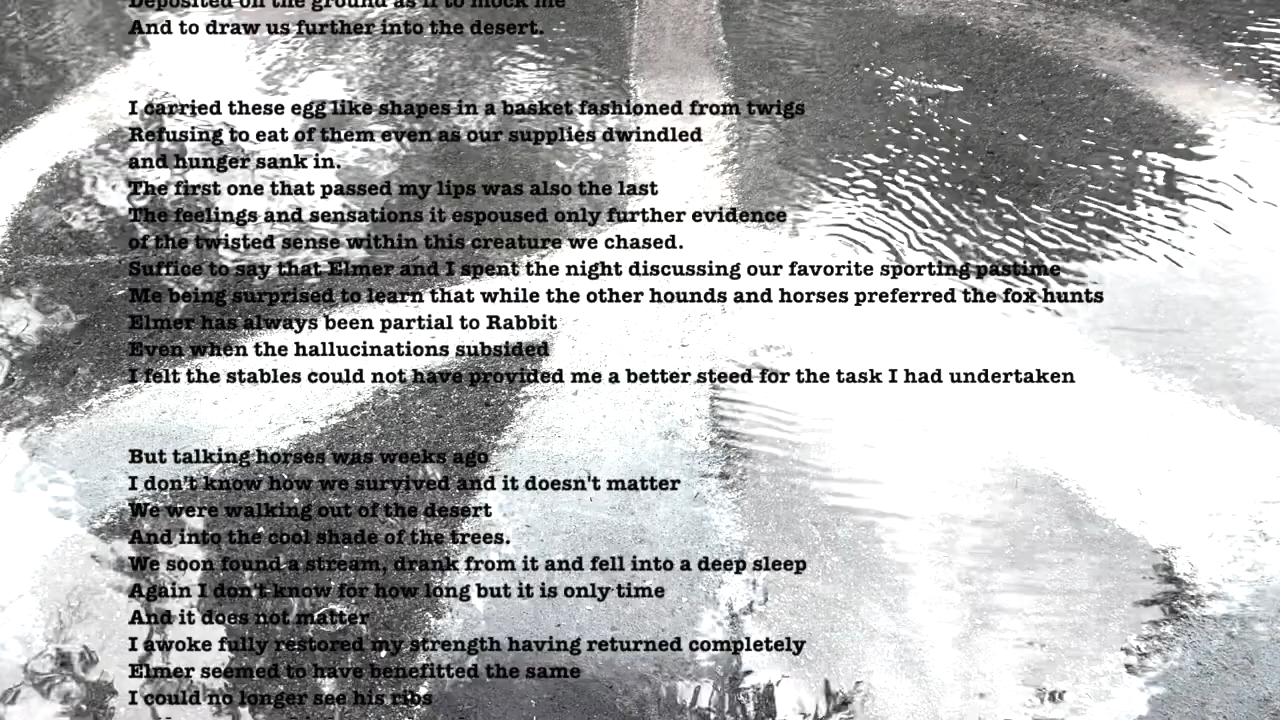 Deposited on the ground as if to mock me
And to draw us further into the desert.
I carried these egg like shapes in a basket fashioned from twigs
Refusing to eat of them even as our supplies dwindled
and hunger sank in.
The first one that passed my lips was also the last
The feelings and sensations it espoused only further evidence
of the twisted sense within this creature we chased.
Suffice to say that Elmer and I spent the night discussing our favorite sporting pastime
Me being surprised to learn that while the other hounds and horses preferred the fox hunts
Elmer has always been partial to Rabbit
Even when the hallucinations subsided
I felt the stables could not have provided me a better steed for the task I had undertaken
But talking horses was weeks ago
I don't know how we survived and it doesn't matter
We were walking out of the desert
And into the cool shade of the trees.
We soon found a stream, drank from it and fell into a deep sleep
Again I don't know for how long but it is only time
And it does not matter
I awoke fully restored my strength having returned completely
Elmer seemed to have benefitted the same
I could no longer see his ribs